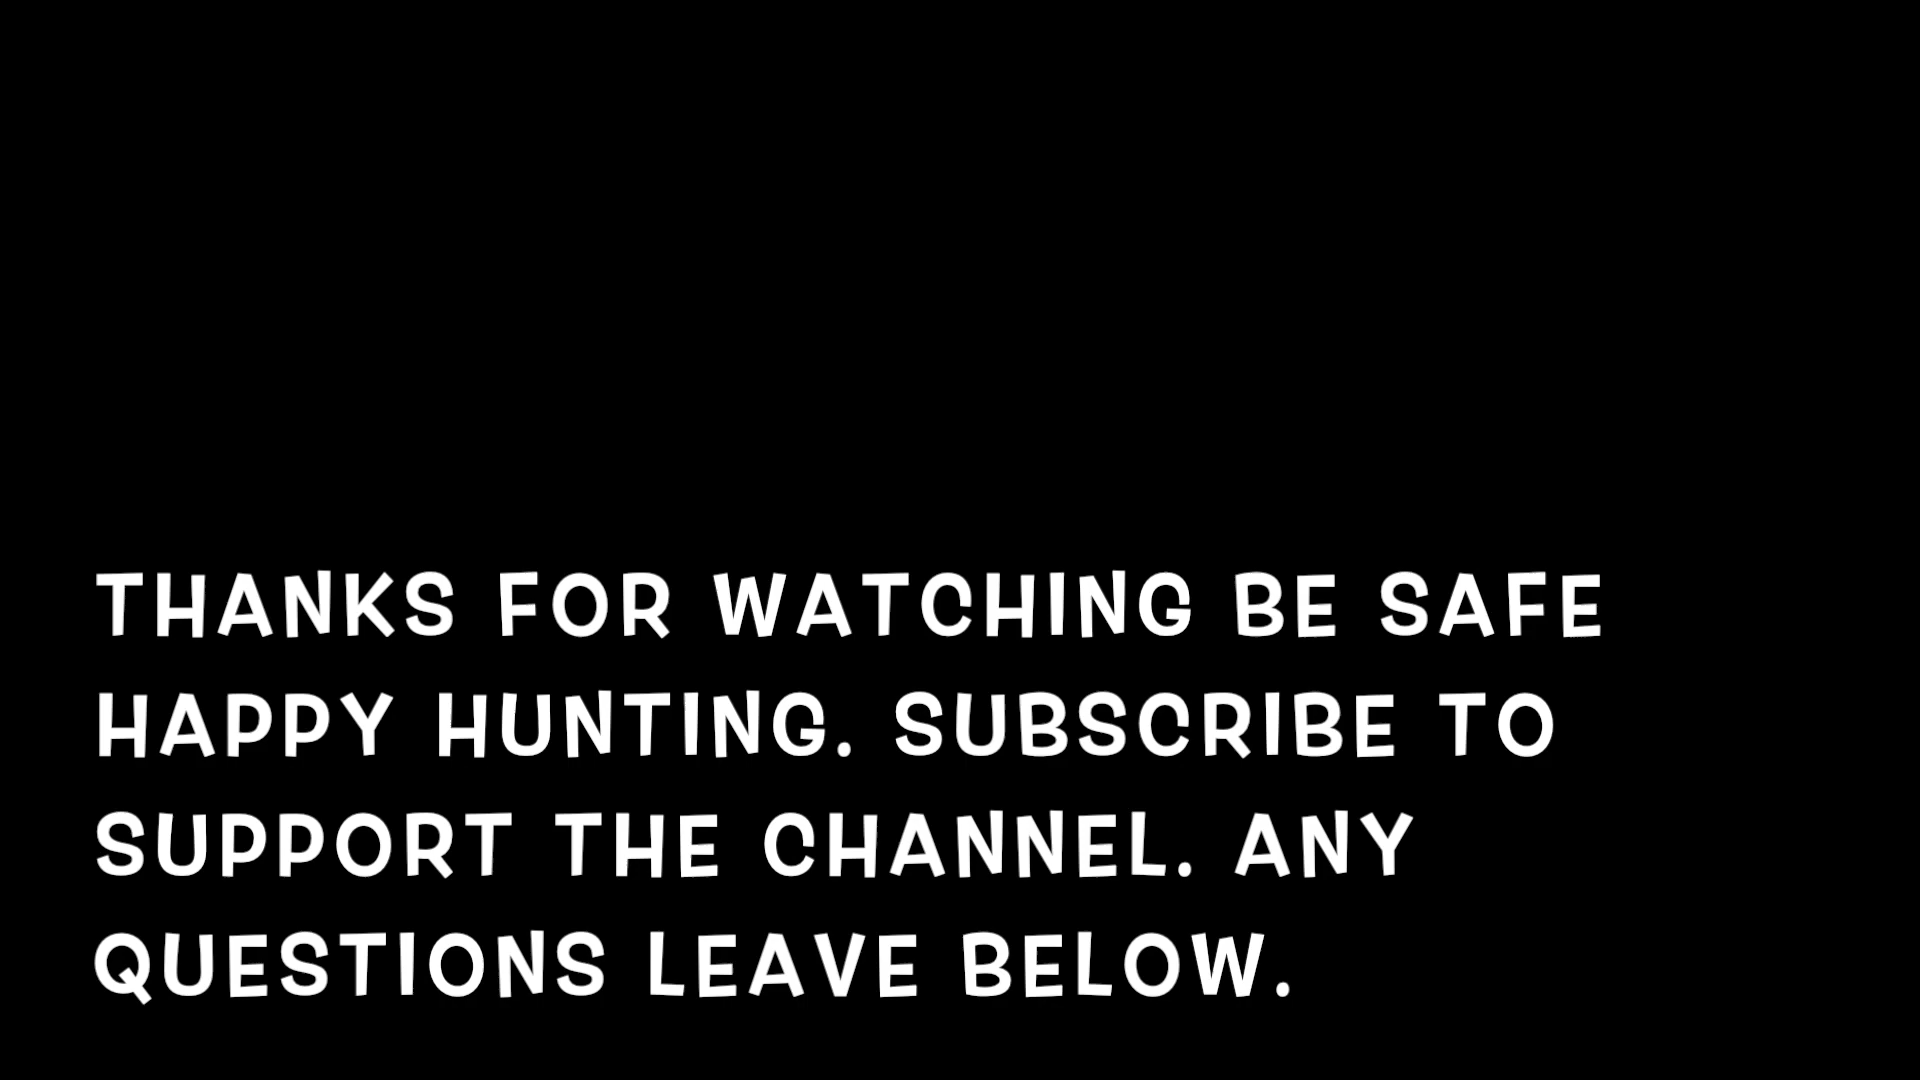 THANKS FOR WATCHING BE SAFE
HAPPY HUNTING. SUBSCRIBE TO
SUPPORT THE CHANNEL. ANY
QUESTIONS LEAVE BELOW.